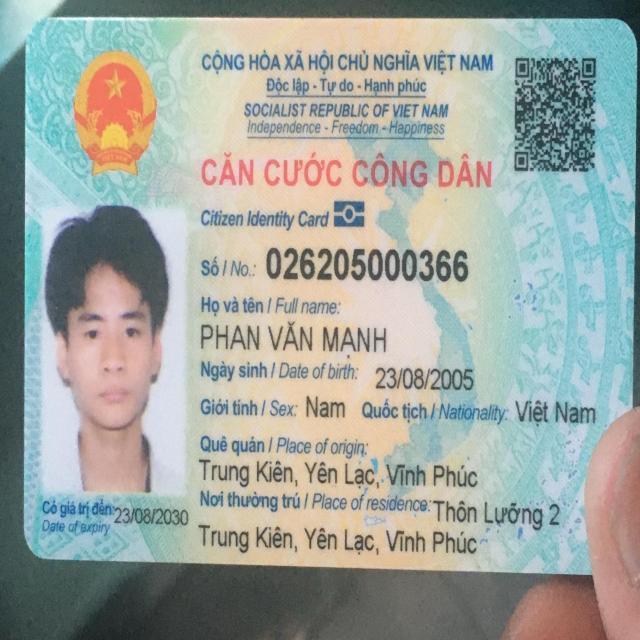 CỘNG HÒA XÃ HỘI CHỦ NGHĨA VIỆT NAM
Độc lập - Tự do - Hạnh phúc
SOCIALIST REPUBLIC OF VIET NAM
Independence - Freedom - Happiness
CĂN CƯỚC CÔNG DÂN
Citizen Identity Card
Số / No.: 026205000366
Họ và tên / Full name:
PHAN VĂN MẠNH
Ngày sinh / Date of birth: 23/08/2005
Giới tính / Sex: Nam Quốc tịch / Nationality: Việt Nam
Quê quán / Place of origin:
Trung Kiên, Yên Lạc, Vĩnh Phúc
Nơi thường trú / Place of residence: Thôn Lưỡng 2
Trung Kiên, Yên Lạc, Vĩnh Phúc
Có giá trị đến: 23/08/2030
Date of expiry